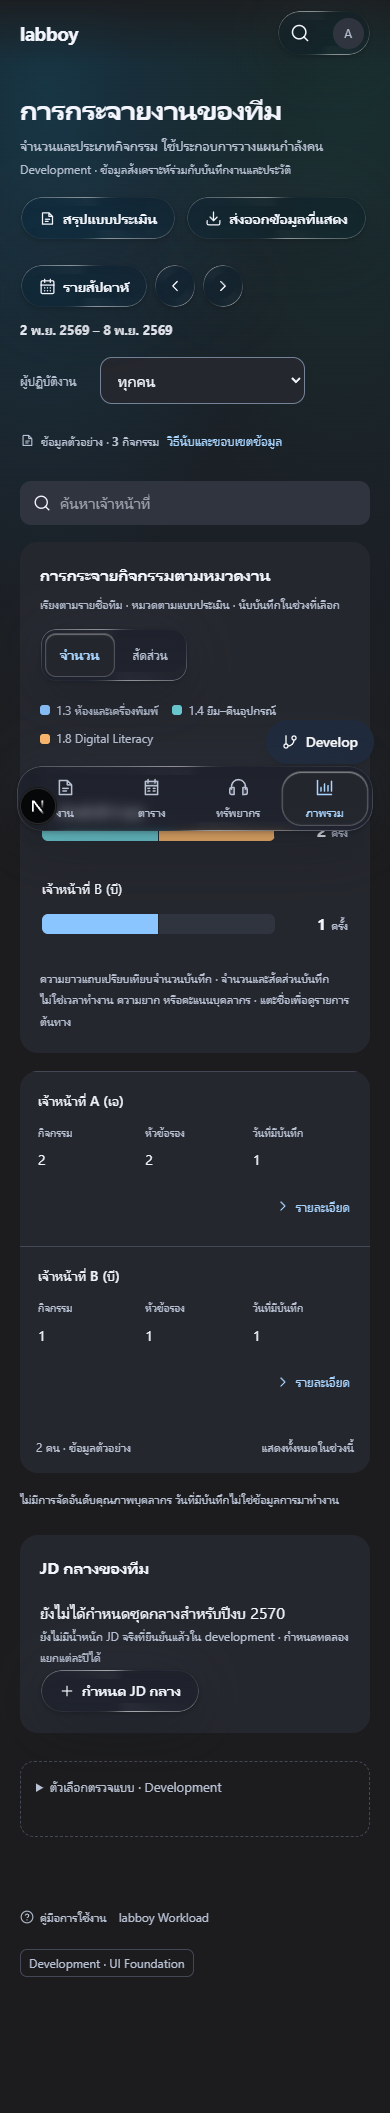 labboy
A
การกระจายงานของทีม
จำนวนและประเภทกิจกรรม ใช้ประกอบการวางแผนกำลังคน
Development · ข้อมูลสังเคราะห์ร่วมกับบันทึกงานและประวัติ
สรุปแบบประเมิน
ส่งออกข้อมูลที่แสดง
รายสัปดาห์
2 พ.ย. 2569 – 8 พ.ย. 2569
ผู้ปฏิบัติงาน
ทุกคน
ข้อมูลตัวอย่าง · 3 กิจกรรม วิธีนับและขอบเขตข้อมูล
ค้นหาเจ้าหน้าที่
การกระจายกิจกรรมตามหมวดงาน
เรียงตามรายชื่อทีม · หมวดตามแบบประเมิน · นับบันทึกในช่วงที่เลือก
จำนวน
สัดส่วน
1.3 ห้องและเครื่องพิมพ์
1.4 ยืม–คืนอุปกรณ์
1.8 Digital Literacy
Develop
N
งาน
ตาราง
ทรัพยากร
ภาพรวม
2 ครั้ง
เจ้าหน้าที่ B (บี)
1 ครั้ง
ความยาวแถบเปรียบเทียบจำนวนบันทึก · จำนวนและสัดส่วนบันทึก
ไม่ใช่เวลาทำงาน ความยาก หรือคะแนนบุคลากร · แตะชื่อเพื่อดูรายการ
ต้นทาง
เจ้าหน้าที่ A (เอ)
กิจกรรม
หัวข้อรอง
วันที่มีบันทึก
2
2
1
รายละเอียด
เจ้าหน้าที่ B (บี)
กิจกรรม
หัวข้อรอง
วันที่มีบันทึก
1
1
1
รายละเอียด
2 คน · ข้อมูลตัวอย่าง
แสดงทั้งหมดในช่วงนี้
ไม่มีการจัดอันดับคุณภาพบุคลากร วันที่มีบันทึกไม่ใช่ข้อมูลการมาทำงาน
JD กลางของทีม
ยังไม่ได้กำหนดชุดกลางสำหรับปีงบ 2570
ยังไม่มีน้ำหนัก JD จริงที่ยืนยันแล้วใน development · กำหนดทดลอง
แยกแต่ละปีได้
กำหนด JD กลาง
ตัวเลือกตรวจแบบ · Development
คู่มือการใช้งาน
labboy Workload
Development · UI Foundation